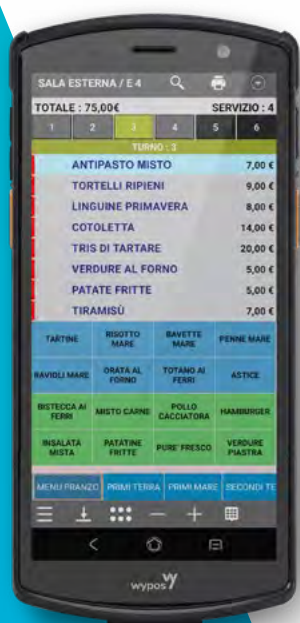 SALA ESTERNA / E 4
TOTALE : 75,00€ SERVIZIO : 4
1 2 3 4 5 6
TURNO : 3
ANTIPASTO MISTO 7,00 €
TORTELLI RIPIENI 9,00 €
LINGUINE PRIMAVERA 8,00 €
COTOLETTA 14,00 €
TRIS DI TARTARE 20,00 €
VERDURE AL FORNO 5,00 €
PATATE FRITTE 5,00 €
TIRAMISÙ 7,00 €
TARTINE RISOTTO MARE BAVETTE MARE PENNE MARE
RAVIOLI MARE ORATA AL FORNO TOTANO AI FERRI ASTICE
BISTECCA AI FERRI MISTO CARNE POLLO CACCIATORA HAMBURGER
INSALATA MISTA PATATINE FRITTE PURE' FRESCO VERDURE PIASTRA
MENU PRANZO PRIMI TERRA PRIMI MARE SECONDI TE
wypos